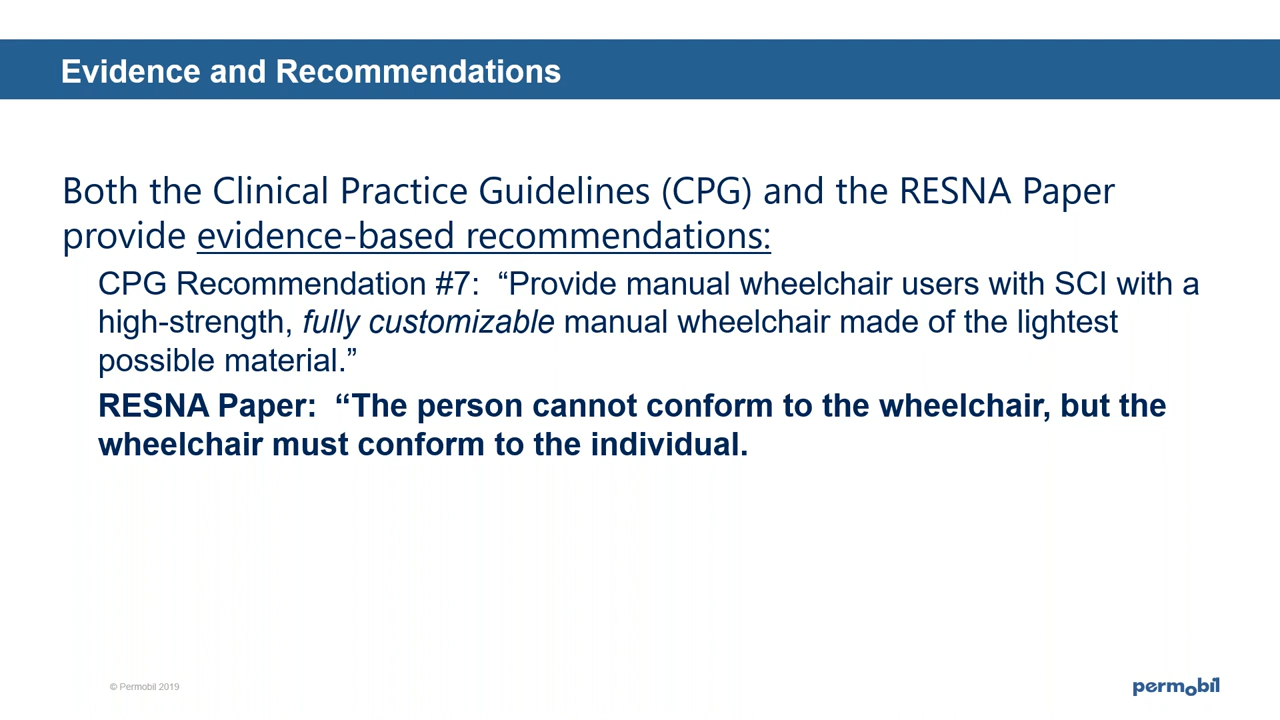 Evidence and Recommendations
Both the Clinical Practice Guidelines (CPG) and the RESNA Paper
provide evidence-based recommendations:
CPG Recommendation #7:  “Provide manual wheelchair users with SCI with a
high-strength, fully customizable manual wheelchair made of the lightest
possible material.”
RESNA Paper:  “The person cannot conform to the wheelchair, but the
wheelchair must conform to the individual.
© Permobil 2019
permobil